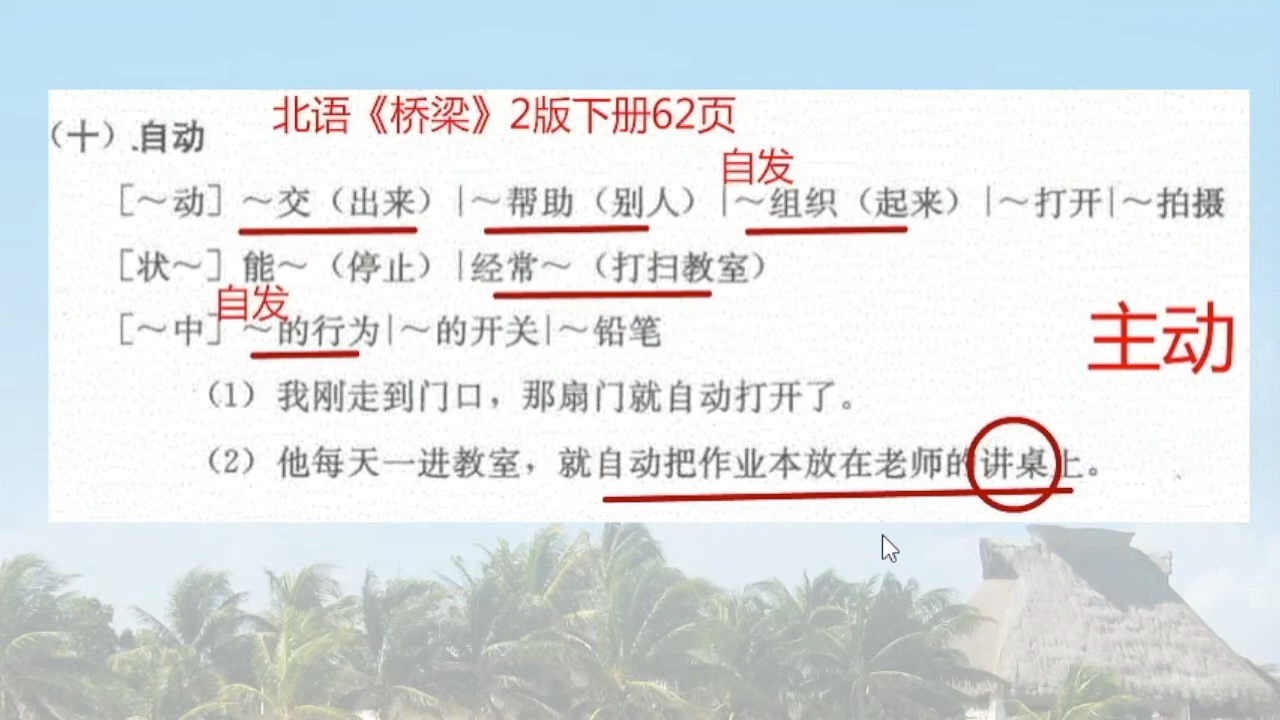 北语《桥梁》2版下册62页
（十）.自动
自发
［～动］～交（出来）|～帮助（别人）|～组织（起来）|～打开|～拍摄
［状～］能～（停止）|经常～（打扫教室）
自发
［～中］～的行为|～的开关|～铅笔
主动
（1）我刚走到门口，那扇门就自动打开了。
（2）他每天一进教室，就自动把作业本放在老师的讲桌上。